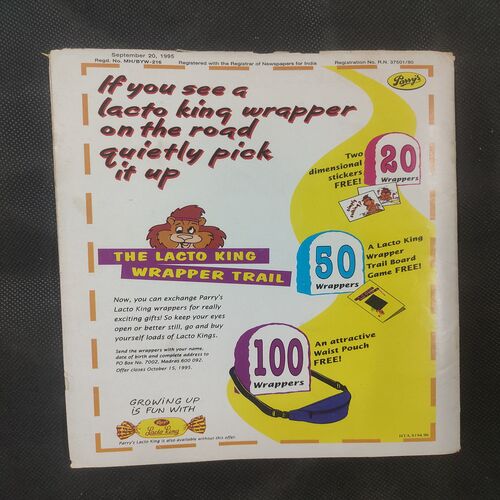 September 20, 1995
Regd. No. MH/BYW-216 Registered with the Registrar of Newspapers for India Registration No. R.N. 37501/80
Parry's
If you see a
lacto king wrapper
on the road
quietly pick
it up
Two
dimensional
stickers
FREE!
20
Wrappers
THE LACTO KING
WRAPPER TRAIL
50
Wrappers
A Lacto King
Wrapper
Trail Board
Game FREE!
Now, you can exchange Parry's
Lacto King wrappers for really
exciting gifts! So keep your eyes
open or better still, go and buy
yourself loads of Lacto Kings.
Send the wrappers with your name,
date of birth and complete address to
PO Box No. 7002, Madras 600 092.
Offer closes October 15, 1995.
100
Wrappers
An attractive
Waist Pouch
FREE!
GROWING UP
IS FUN WITH
Lacto King
Parry's Lacto King is also available without this offer.